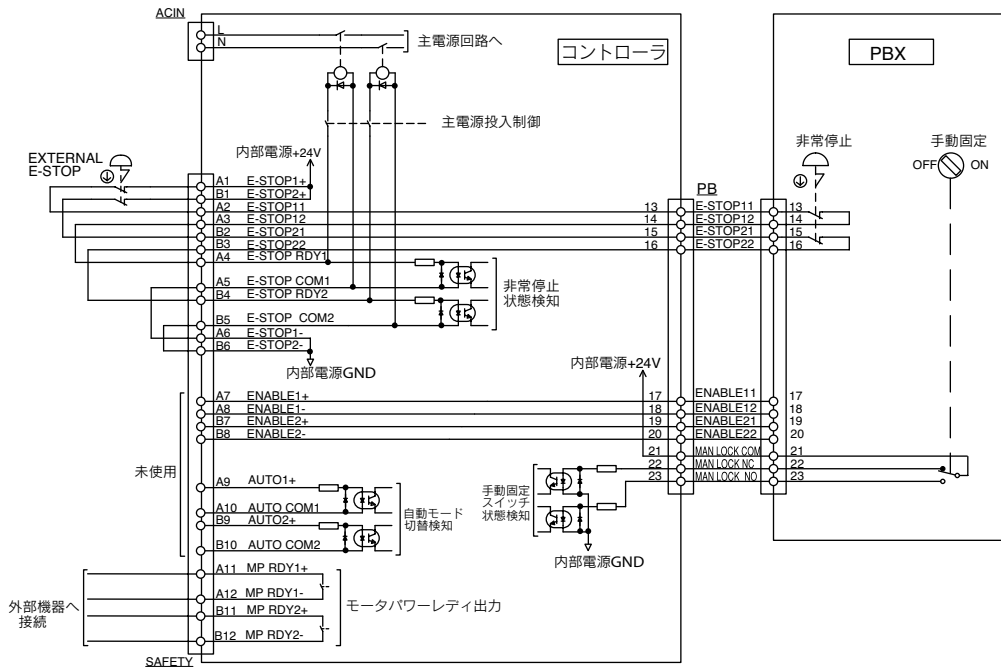 ACIN
L
N
主電源回路へ
コントローラ
PBX
主電源投入制御
内部電源+24V
EXTERNAL
E-STOP
非常停止
手動固定
OFF
ON
A1 E-STOP1+
B1 E-STOP2+
A2 E-STOP11
A3 E-STOP12
B2 E-STOP21
B3 E-STOP22
A4 E-STOP RDY1
A5 E-STOP COM1
B4 E-STOP RDY2
B5 E-STOP COM2
A6 E-STOP1-
B6 E-STOP2-
内部電源GND
非常停止
状態検知
PB
13 E-STOP11 13
14 E-STOP12 14
15 E-STOP21 15
16 E-STOP22 16
内部電源+24V
A7 ENABLE1+
A8 ENABLE1-
B7 ENABLE2+
B8 ENABLE2-
17 ENABLE11 17
18 ENABLE12 18
19 ENABLE21 19
20 ENABLE22 20
21 MAN LOCK COM 21
22 MAN LOCK NC 22
23 MAN LOCK NO 23
未使用
A9 AUTO1+
A10 AUTO COM1
B9 AUTO2+
B10 AUTO COM2
自動モード
切替検知
手動固定
スイッチ
状態検知
内部電源GND
A11 MP RDY1+
A12 MP RDY1-
B11 MP RDY2+
B12 MP RDY2-
外部機器へ
接続
モータパワーレディ出力
SAFETY